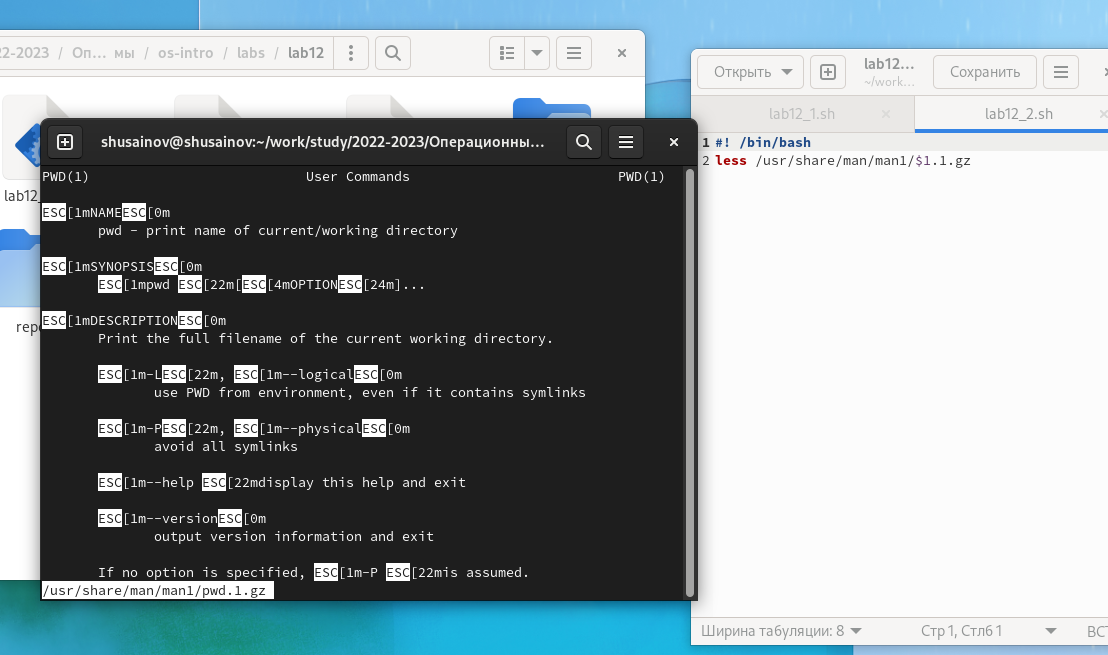 22-2023 / Оп… мы / os-intro / labs / lab12
lab12_
repo
shusainov@shusainov:~/work/study/2022-2023/Операционны…
PWD(1) User Commands PWD(1)
ESC[1mNAMEESC[0m
pwd - print name of current/working directory
ESC[1mSYNOPSISESC[0m
ESC[1mpwd ESC[22m[ESC[4mOPTIONESC[24m]...
ESC[1mDESCRIPTIONESC[0m
Print the full filename of the current working directory.
ESC[1m-LESC[22m, ESC[1m--logicalESC[0m
use PWD from environment, even if it contains symlinks
ESC[1m-PESC[22m, ESC[1m--physicalESC[0m
avoid all symlinks
ESC[1m--help ESC[22mdisplay this help and exit
ESC[1m--versionESC[0m
output version information and exit
If no option is specified, ESC[1m-P ESC[22mis assumed.
/usr/share/man/man1/pwd.1.gz
Открыть
lab12…
~/work…
Сохранить
lab12_1.sh
lab12_2.sh
1 #! /bin/bash
2 less /usr/share/man/man1/$1.1.gz
Ширина табуляции: 8
Стр 1, Стлб 1
ВСТ